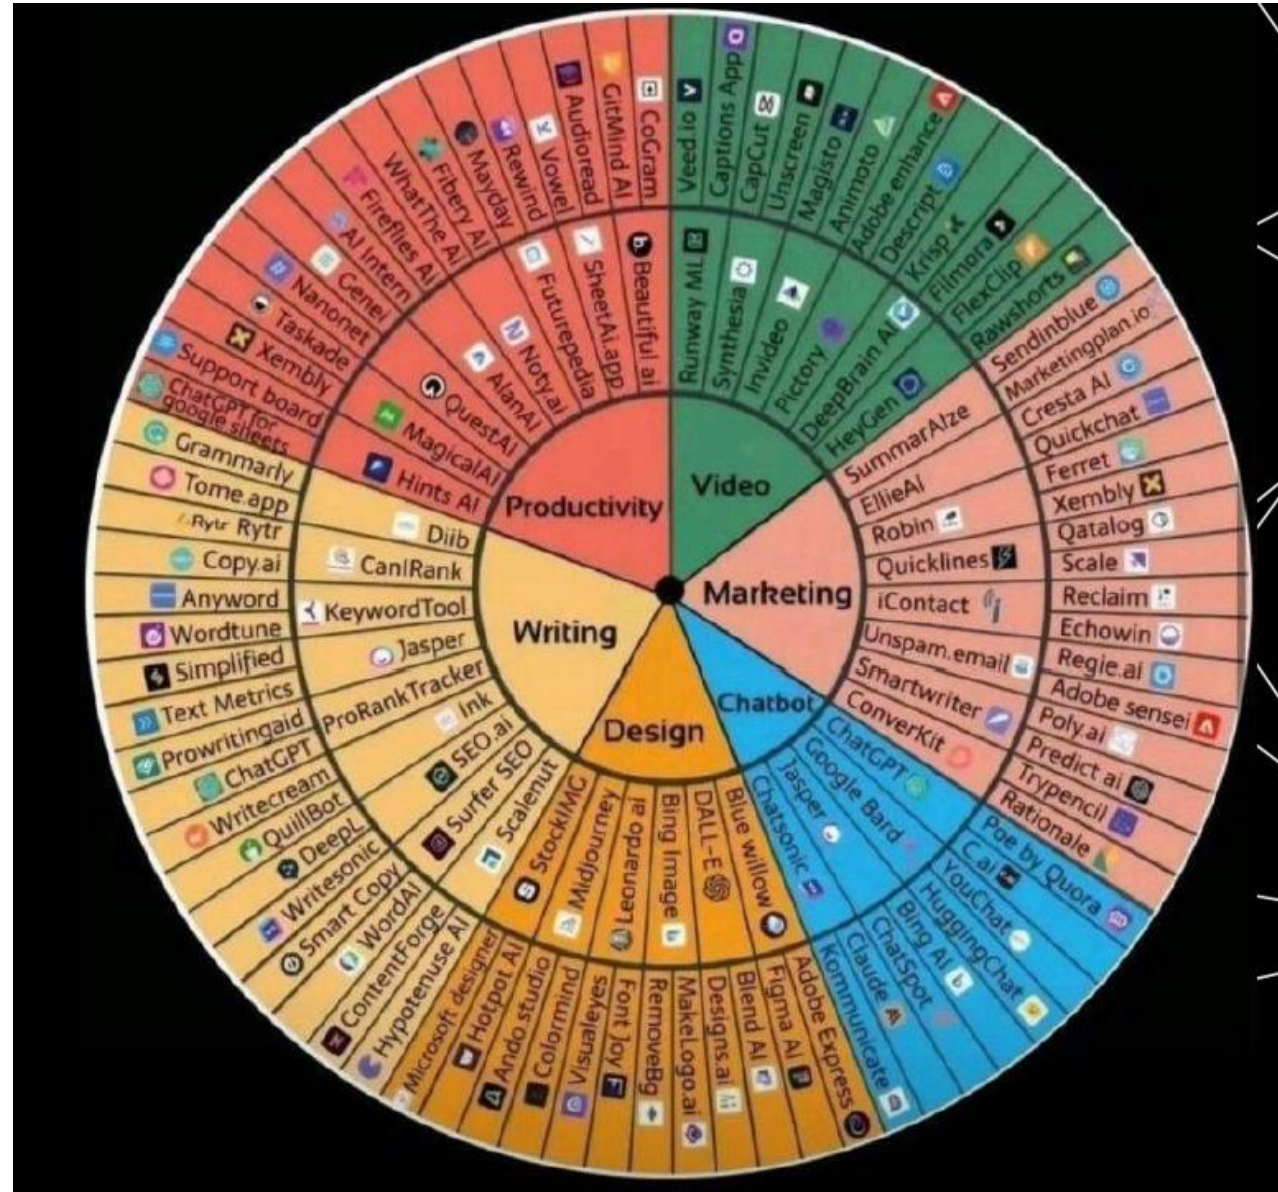 Productivity
Video
Marketing
Chatbot
Design
Writing
Beautiful ai
SheetAi.app
Futurepedia
Noty.ai
AlanAI
QuestAI
MagicalAI
Hints AI
CoGram
GitMind AI
Audioread
Vowel
Rewind
Mayday
Fibery AI
WhatThe AI
Fireflies Ai
AI Intern
Genei
Nanonet
Taskade
Xembly
Support board
ChatGPT for
google sheets
Runway ML
Synthesia
Invideo
Pictory
DeepBrain AI
HeyGen
Veed.io
Captions App
CapCut
Unscreen
Magisto
Animoto
Adobe enhance
Descript
Krisp
Filmora
FlexClip
Rawshorts
SummarAIze
EllieAI
Robin
Quicklines
iContact
Unspam.email
Smartwriter
ConverKit
Sendinblue
Marketingplan.io
Cresta AI
Quickchat
Ferret
Xembly
Qatalog
Scale
Reclaim
Echowin
Regie.ai
Adobe sensei
Poly.ai
Predict ai
Trypencil
Rationale
ChatGPT
Google Bard
Jasper
Chatsonic
Poe by Quora
C.ai
YouChat
HuggingChat
Bing AI
ChatSpot
Claude
Kommunicate
Blue willow
DALL-E
Bing Image
Leonardo.ai
Midjourney
StockIMG
Adobe Express
Figma AI
Blend AI
Designs.ai
MakeLogo.ai
RemoveBg
Font Joy
Visualeyes
Colormind
Ando studio
Hotpot AI
Microsoft designer
Scalenut
Surfer SEO
SEO.ai
Ink
ProRankTracker
Jasper
KeywordTool
CanIRank
Diib
Hypotenuse AI
ContentForge
WordAi
Smart Copy
Writesonic
DeepL
QuillBot
Writecream
ChatGPT
Prowritingaid
Text Metrics
Simplified
Wordtune
Anyword
Copy.ai
Rytr Rytr
Tome.app
Grammarly